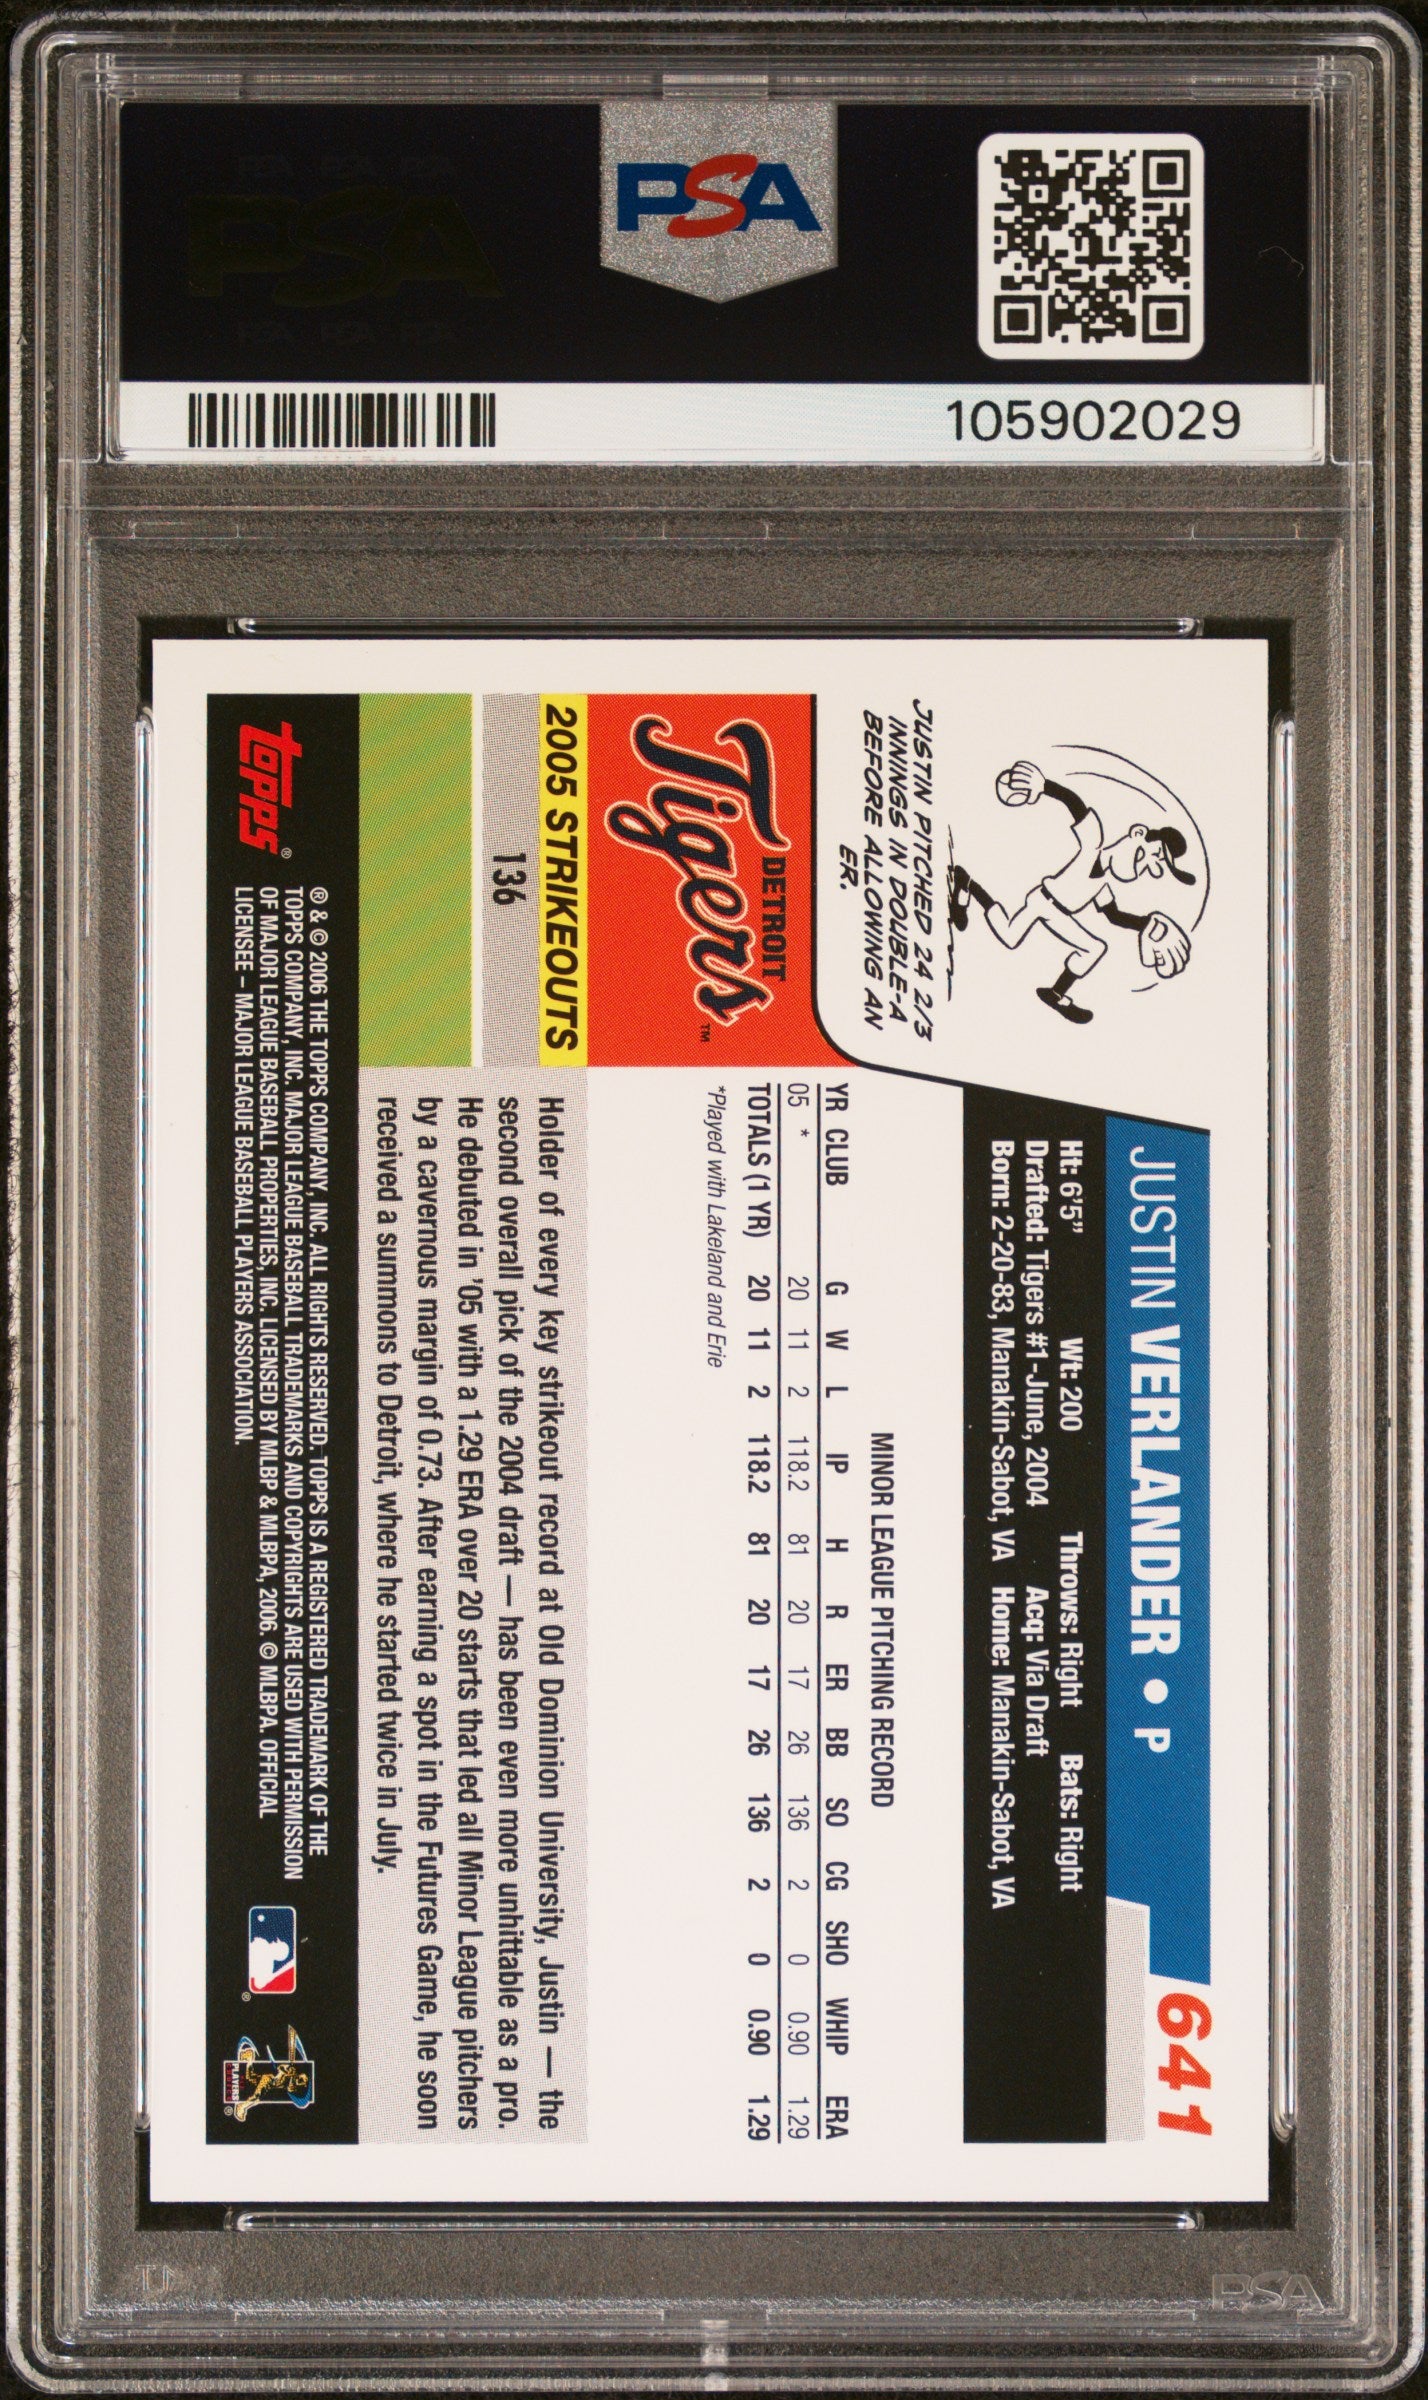 PSA
105902029
641
JUSTIN VERLANDER • P
Ht: 6'5" Wt: 200 Throws: Right Bats: Right
Drafted: Tigers #1-June, 2004 Acq: Via Draft
Born: 2-20-83, Manakin-Sabot, VA Home: Manakin-Sabot, VA
JUSTIN PITCHED 24 2/3
INNINGS IN DOUBLE-A
BEFORE ALLOWING AN
ER.
MINOR LEAGUE PITCHING RECORD
YR CLUB G W L IP H R ER BB SO CG SHO WHIP ERA
05 * 20 11 2 118.2 81 20 17 26 136 2 0 0.90 1.29
TOTALS (1 YR) 20 11 2 118.2 81 20 17 26 136 2 0 0.90 1.29
*Played with Lakeland and Erie
DETROIT
Tigers™
2005 STRIKEOUTS
136
Holder of every key strikeout record at Old Dominion University, Justin — the
second overall pick of the 2004 draft — has been even more unhittable as a pro.
He debuted in '05 with a 1.29 ERA over 20 starts that led all Minor League pitchers
by a cavernous margin of 0.73. After earning a spot in the Futures Game, he soon
received a summons to Detroit, where he started twice in July.
topps®
® & © 2006 THE TOPPS COMPANY, INC. ALL RIGHTS RESERVED. TOPPS IS A REGISTERED TRADEMARK OF THE
TOPPS COMPANY, INC. MAJOR LEAGUE BASEBALL TRADEMARKS AND COPYRIGHTS ARE USED WITH PERMISSION
OF MAJOR LEAGUE BASEBALL PROPERTIES, INC. LICENSED BY MLBP & MLBPA, 2006. © MLBPA. OFFICIAL
LICENSEE – MAJOR LEAGUE BASEBALL PLAYERS ASSOCIATION.
PLAYERS
PSA